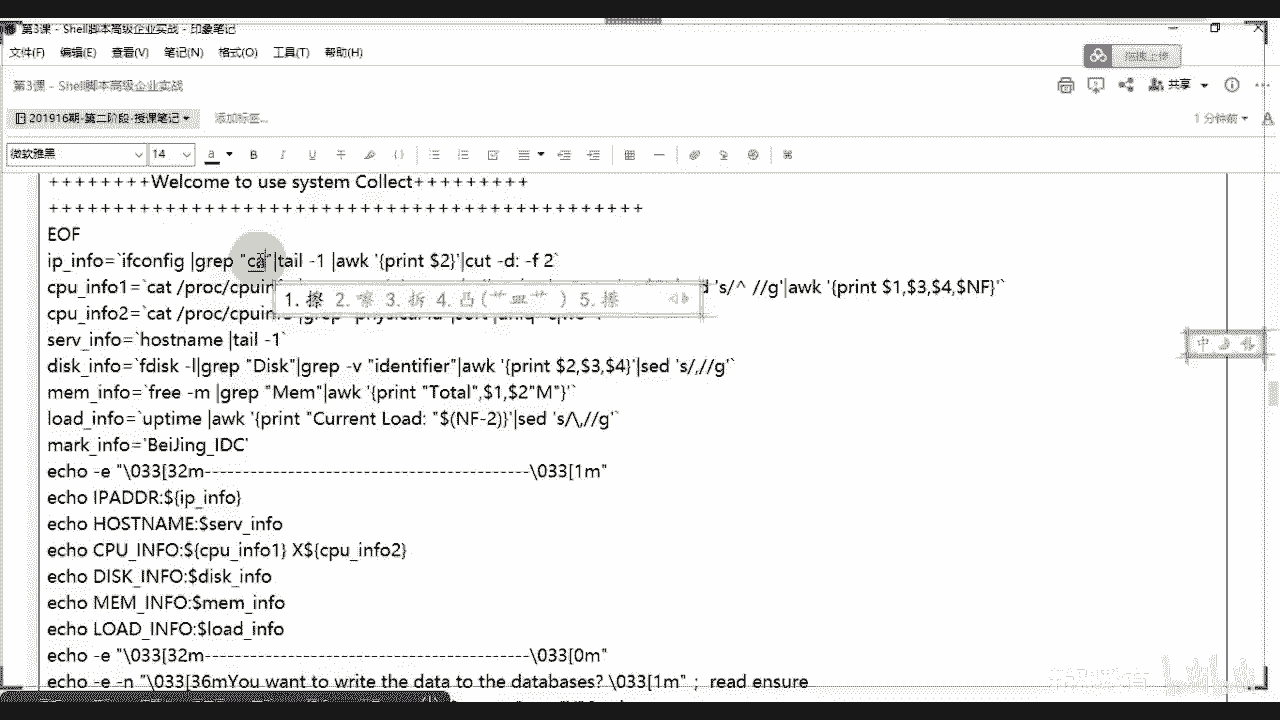 第3课 - Shell脚本高级企业实战 - 印象笔记
文件(F) 编辑(E) 查看(V) 笔记(N) 格式(O) 工具(T) 帮助(H)
拖拽上传
第3课 - Shell脚本高级企业实战
共享
201916期-第二阶段-授课笔记
添加标签...
1 分钟前
微软雅黑 14
++++++++Welcome to use system Collect+++++++++
++++++++++++++++++++++++++++++++++++++++++++++
EOF
ip_info=`ifconfig |grep "ca"|tail -1 |awk '{print $2}'|cut -d: -f 2`
cpu_info1=`cat /proc/cpuin 's/^ //g'|awk '{print $1,$3,$4,$NF}'`
1. 擦 3. 拆 4. 凸(艹皿艹 )
cpu_info2=`cat /proc/cpuin
serv_info=`hostname |tail -1`
disk_info=`fdisk -l|grep "Disk"|grep -v "identifier"|awk '{print $2,$3,$4}'|sed 's/,//g'`
中
mem_info=`free -m |grep "Mem"|awk '{print "Total",$1,$2"M"}'`
load_info=`uptime |awk '{print "Current Load: "$(NF-2)}'|sed 's/\,//g'`
mark_info='BeiJing_IDC'
echo -e "\033[32m-----------------------------------------\033[1m"
echo IPADDR:${ip_info}
echo HOSTNAME:$serv_info
echo CPU_INFO:${cpu_info1} X${cpu_info2}
echo DISK_INFO:$disk_info
echo MEM_INFO:$mem_info
echo LOAD_INFO:$load_info
echo -e "\033[32m-----------------------------------------\033[0m"
echo -e -n "\033[36mYou want to write the data to the databases? \033[1m" ; read ensure